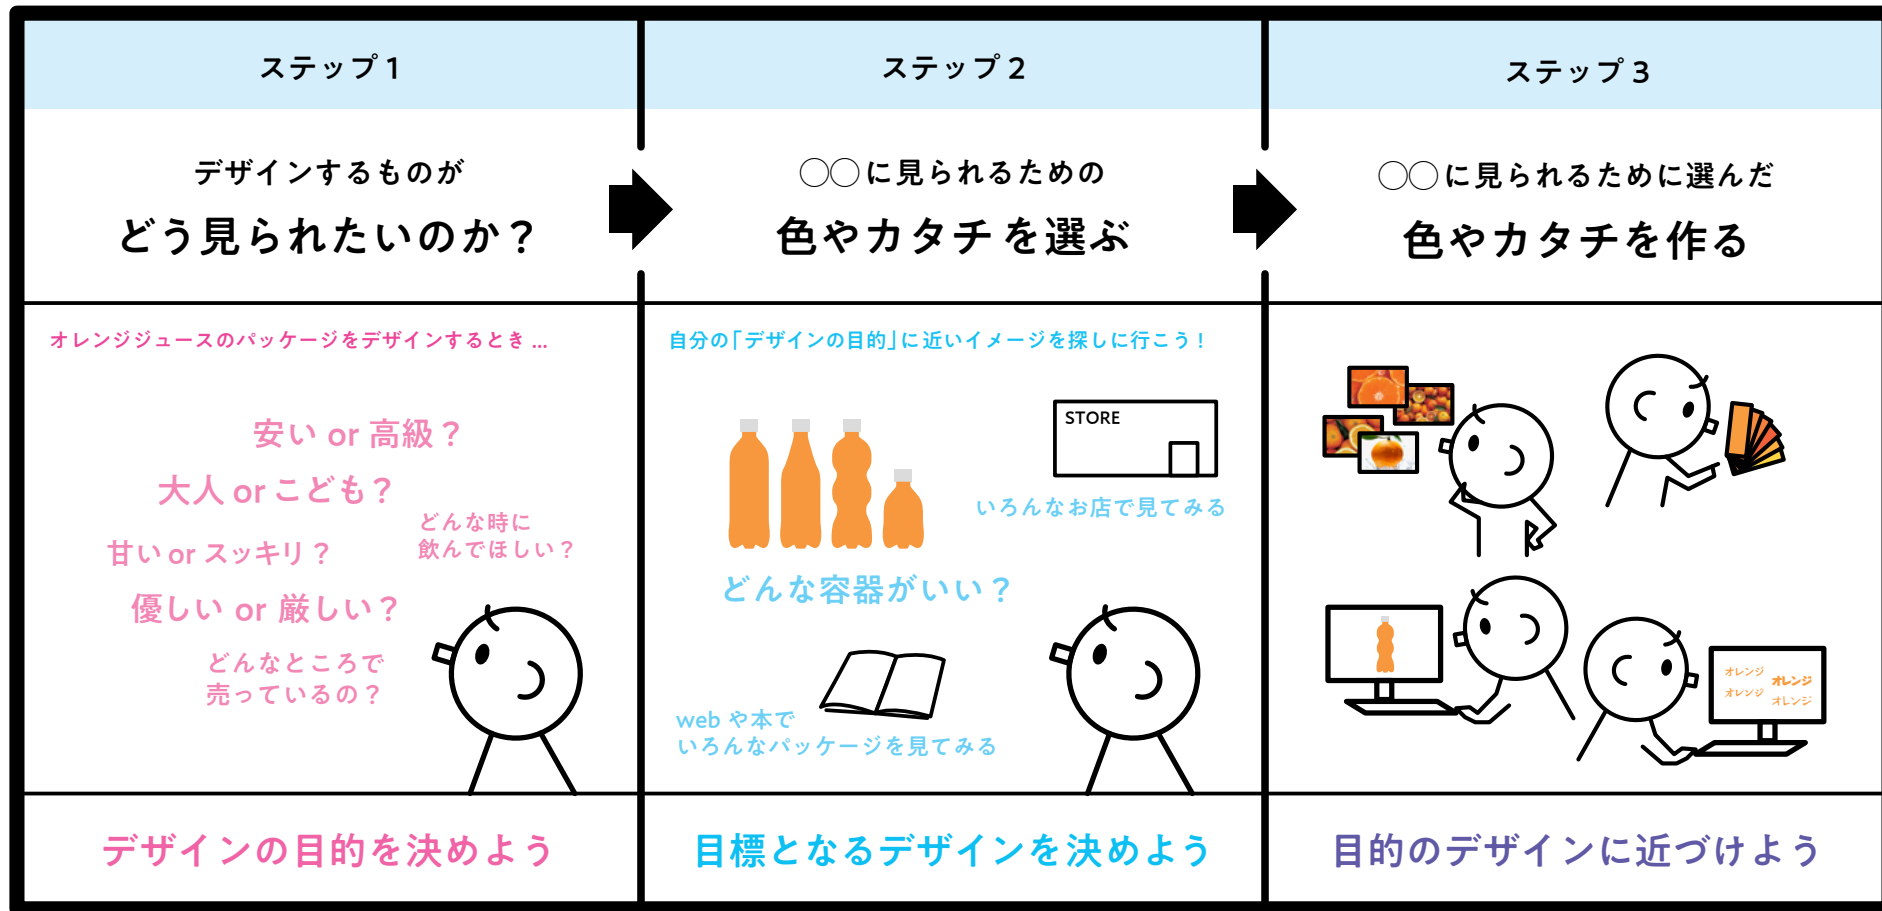 ステップ1
デザインするものが
どう見られたいのか？
オレンジジュースのパッケージをデザインするとき...
安い or 高級？
大人 or こども？
どんな時に
飲んでほしい？
甘い or スッキリ？
優しい or 厳しい？
どんなところで
売っているの？
デザインの目的を決めよう
ステップ2
◯◯に見られるための
色やカタチを選ぶ
自分の「デザインの目的」に近いイメージを探しに行こう！
STORE
いろんなお店で見てみる
どんな容器がいい？
web や本で
いろんなパッケージを見てみる
目標となるデザインを決めよう
ステップ3
◯◯に見られるために選んだ
色やカタチを作る
オレンジ
オレンジ
オレンジ
オレンジ
目的のデザインに近づけよう